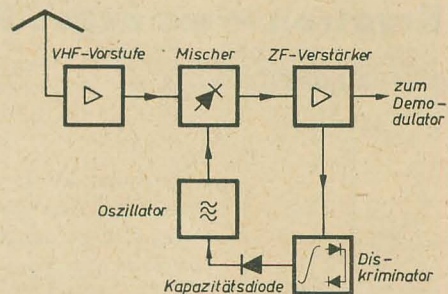 VHF-Vorstufe
Mischer
ZF-Verstärker
zum
Demo-
dulator
Oszillator
Dis-
kriminator
Kapazitätsdiode